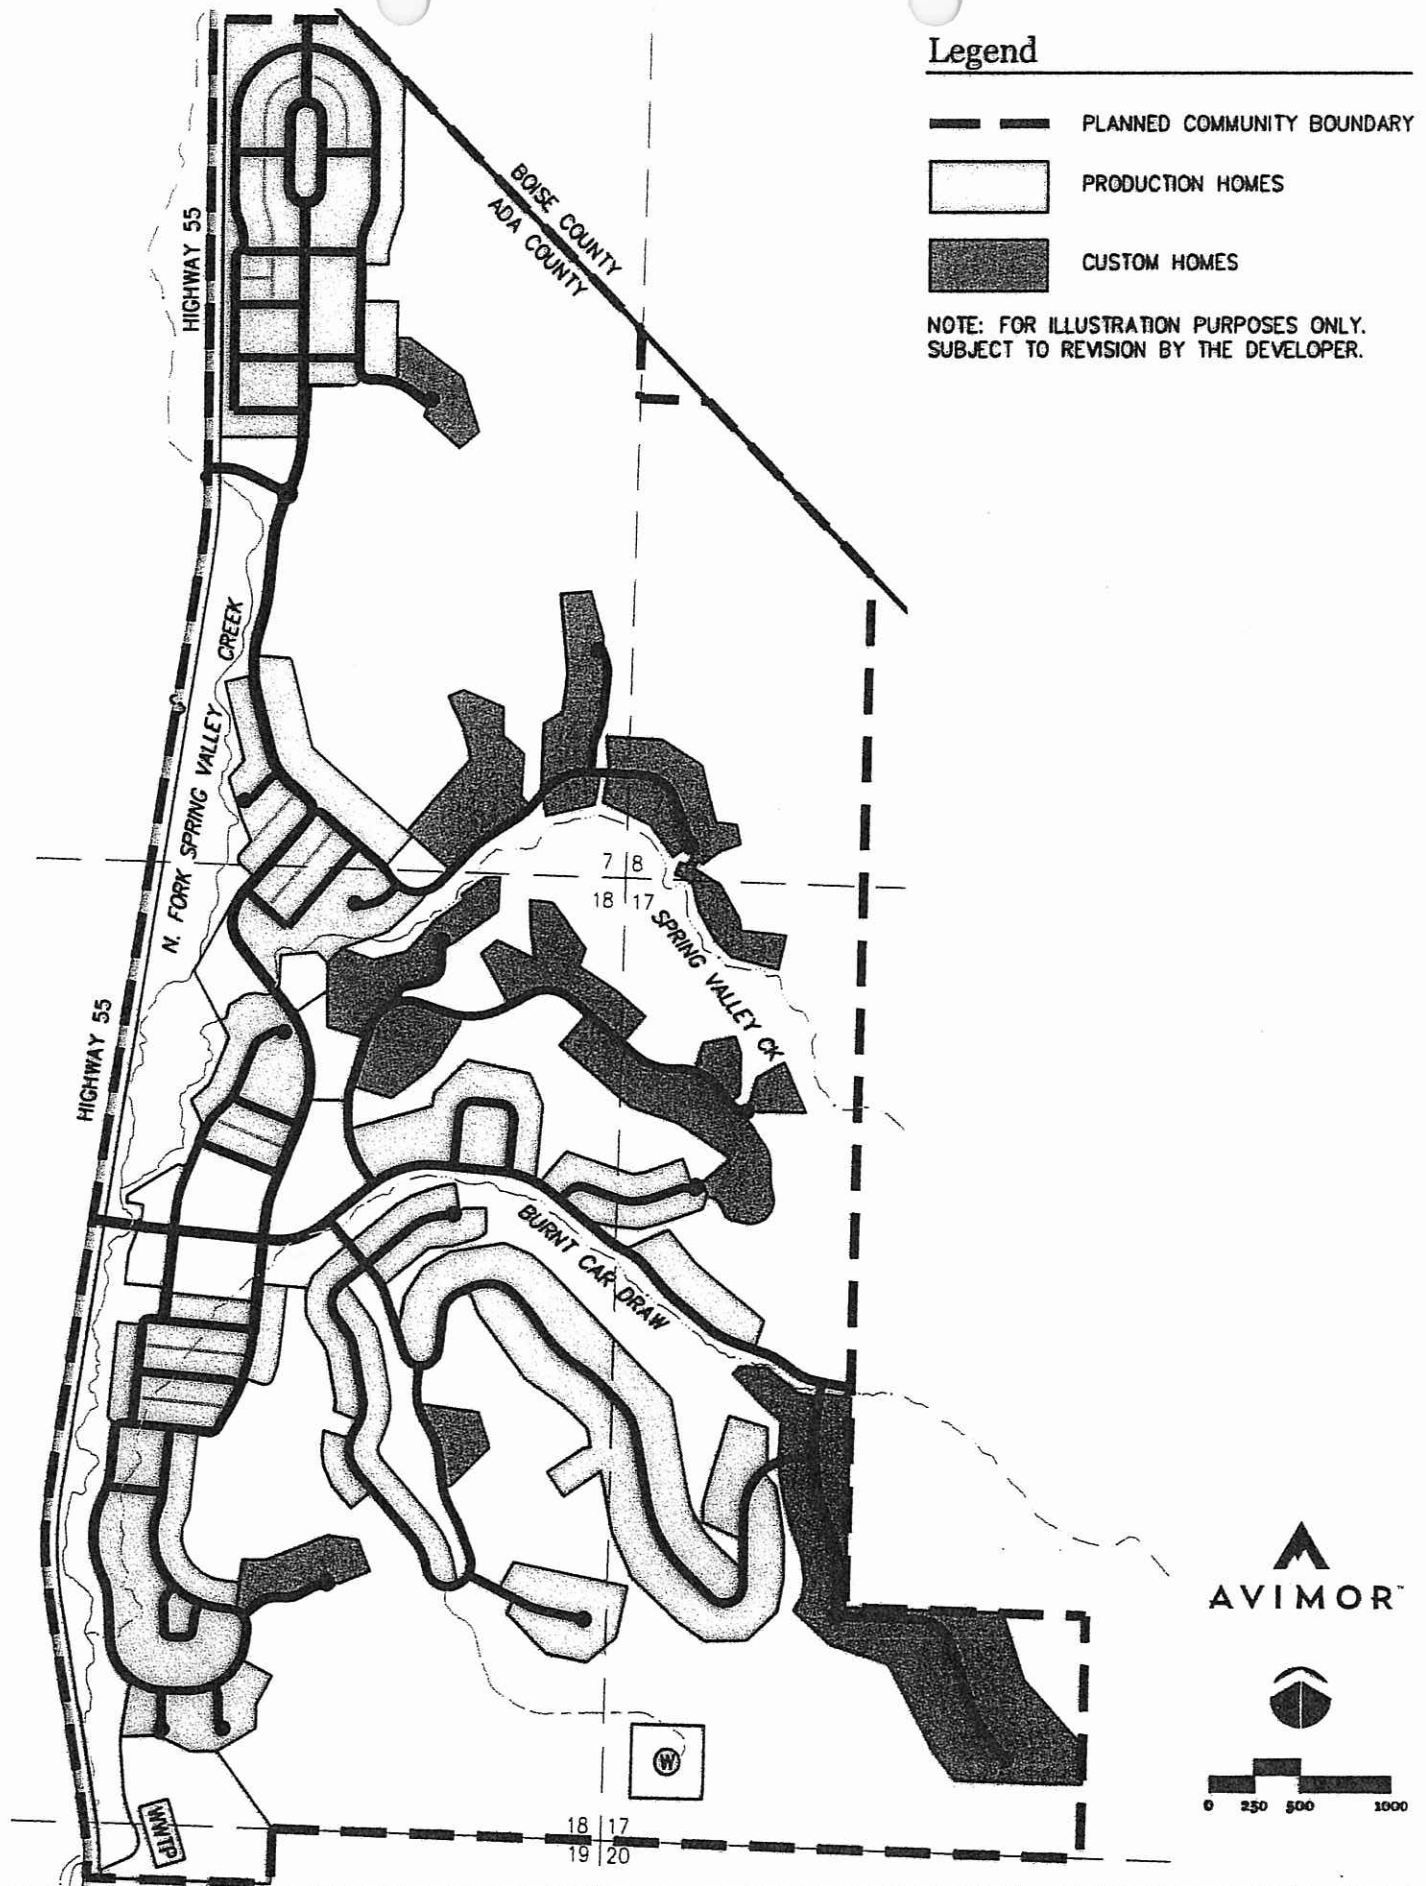 Legend
PLANNED COMMUNITY BOUNDARY
PRODUCTION HOMES
CUSTOM HOMES
NOTE: FOR ILLUSTRATION PURPOSES ONLY.
SUBJECT TO REVISION BY THE DEVELOPER.
BOISE COUNTY
ADA COUNTY
HIGHWAY 55
N. FORK SPRING VALLEY CREEK
7 8
18 17
SPRING VALLEY CK
HIGHWAY 55
BURNT CAR DRAW
AVIMOR™
W
0 250 500 1000
WWTP
18 17
19 20